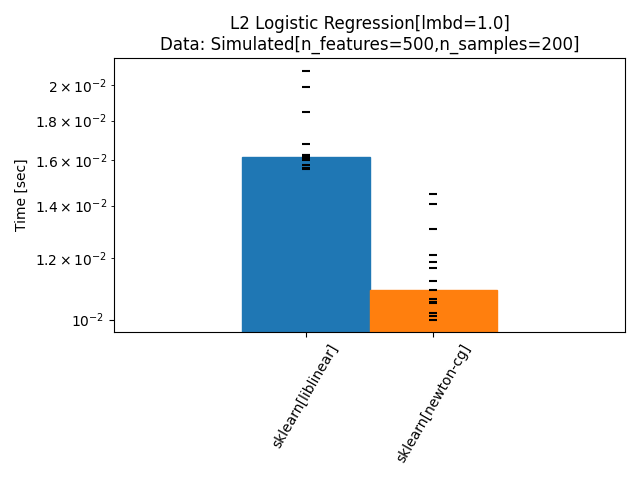 L2 Logistic Regression[lmbd=1.0]
Data: Simulated[n_features=500,n_samples=200]
Time [sec]
2 × 10⁻²
1.8 × 10⁻²
1.6 × 10⁻²
1.4 × 10⁻²
1.2 × 10⁻²
10⁻²
sklearn[liblinear]
sklearn[newton-cg]